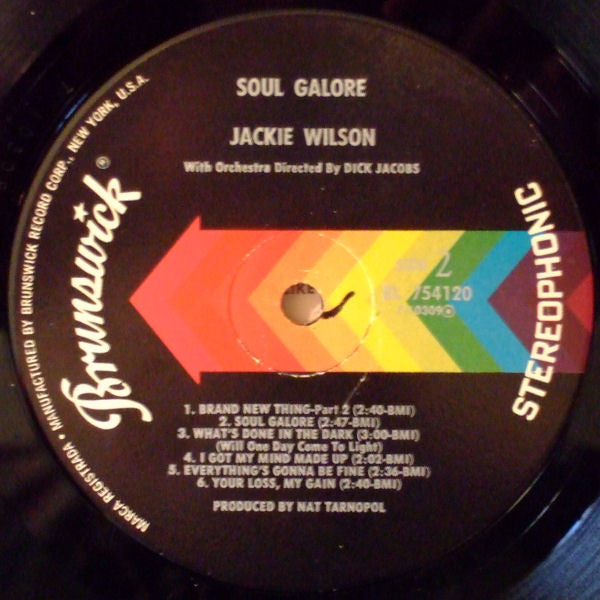 SOUL GALORE
JACKIE WILSON
With Orchestra Directed By DICK JACOBS
Brunswick®
MARCA REGISTRADA • MANUFACTURED BY BRUNSWICK RECORD CORP., NEW YORK, U.S.A.
STEREOPHONIC
SIDE 2
BL 754120
1. BRAND NEW THING-Part 2 (2:40-BMI)
2. SOUL GALORE (2:47-BMI)
3. WHAT'S DONE IN THE DARK (3:00-BMI)
(Will One Day Come To Light)
4. I GOT MY MIND MADE UP (2:02-BMI)
5. EVERYTHING'S GONNA BE FINE (2:36-BMI)
6. YOUR LOSS, MY GAIN (2:40-BMI)
PRODUCED BY NAT TARNOPOL